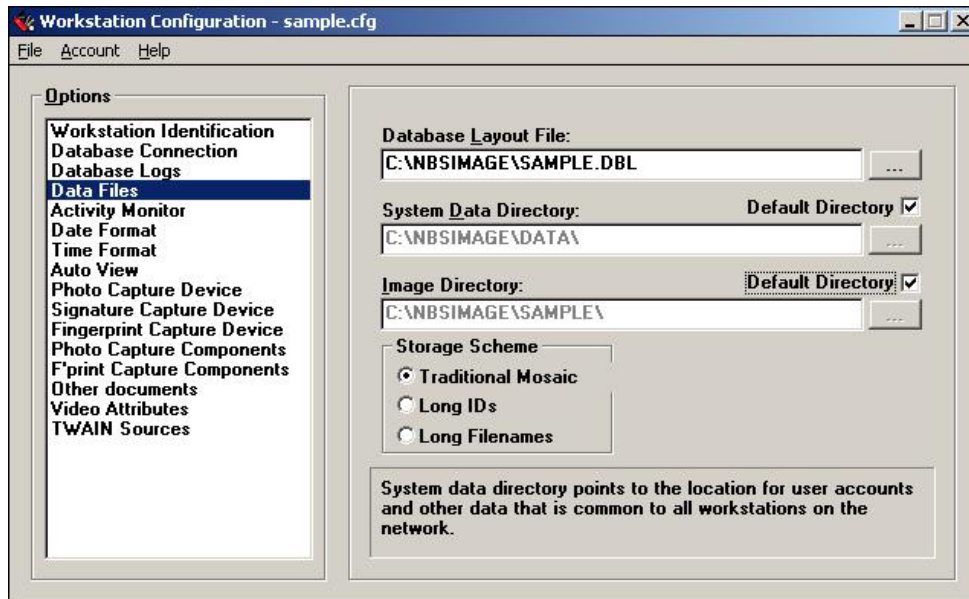 Workstation Configuration - sample.cfg
File Account Help
Options
Workstation Identification
Database Connection
Database Logs
Data Files
Activity Monitor
Date Format
Time Format
Auto View
Photo Capture Device
Signature Capture Device
Fingerprint Capture Device
Photo Capture Components
F'print Capture Components
Other documents
Video Attributes
TWAIN Sources
Database Layout File:
C:\NBSIMAGE\SAMPLE.DBL
...
System Data Directory: Default Directory
C:\NBSIMAGE\DATA\
...
Image Directory: Default Directory
C:\NBSIMAGE\SAMPLE\
...
Storage Scheme
Traditional Mosaic
Long IDs
Long Filenames
System data directory points to the location for user accounts
and other data that is common to all workstations on the
network.